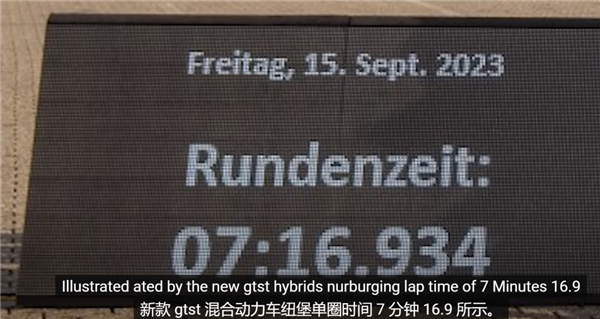 Freitag, 15. Sept. 2023
Rundenzeit:
07:16.934
Illustrated ated by the new gtst hybrids nurburging lap time of 7 Minutes 16.9
新款 gtst 混合动力车纽堡单圈时间 7 分钟 16.9 所示。